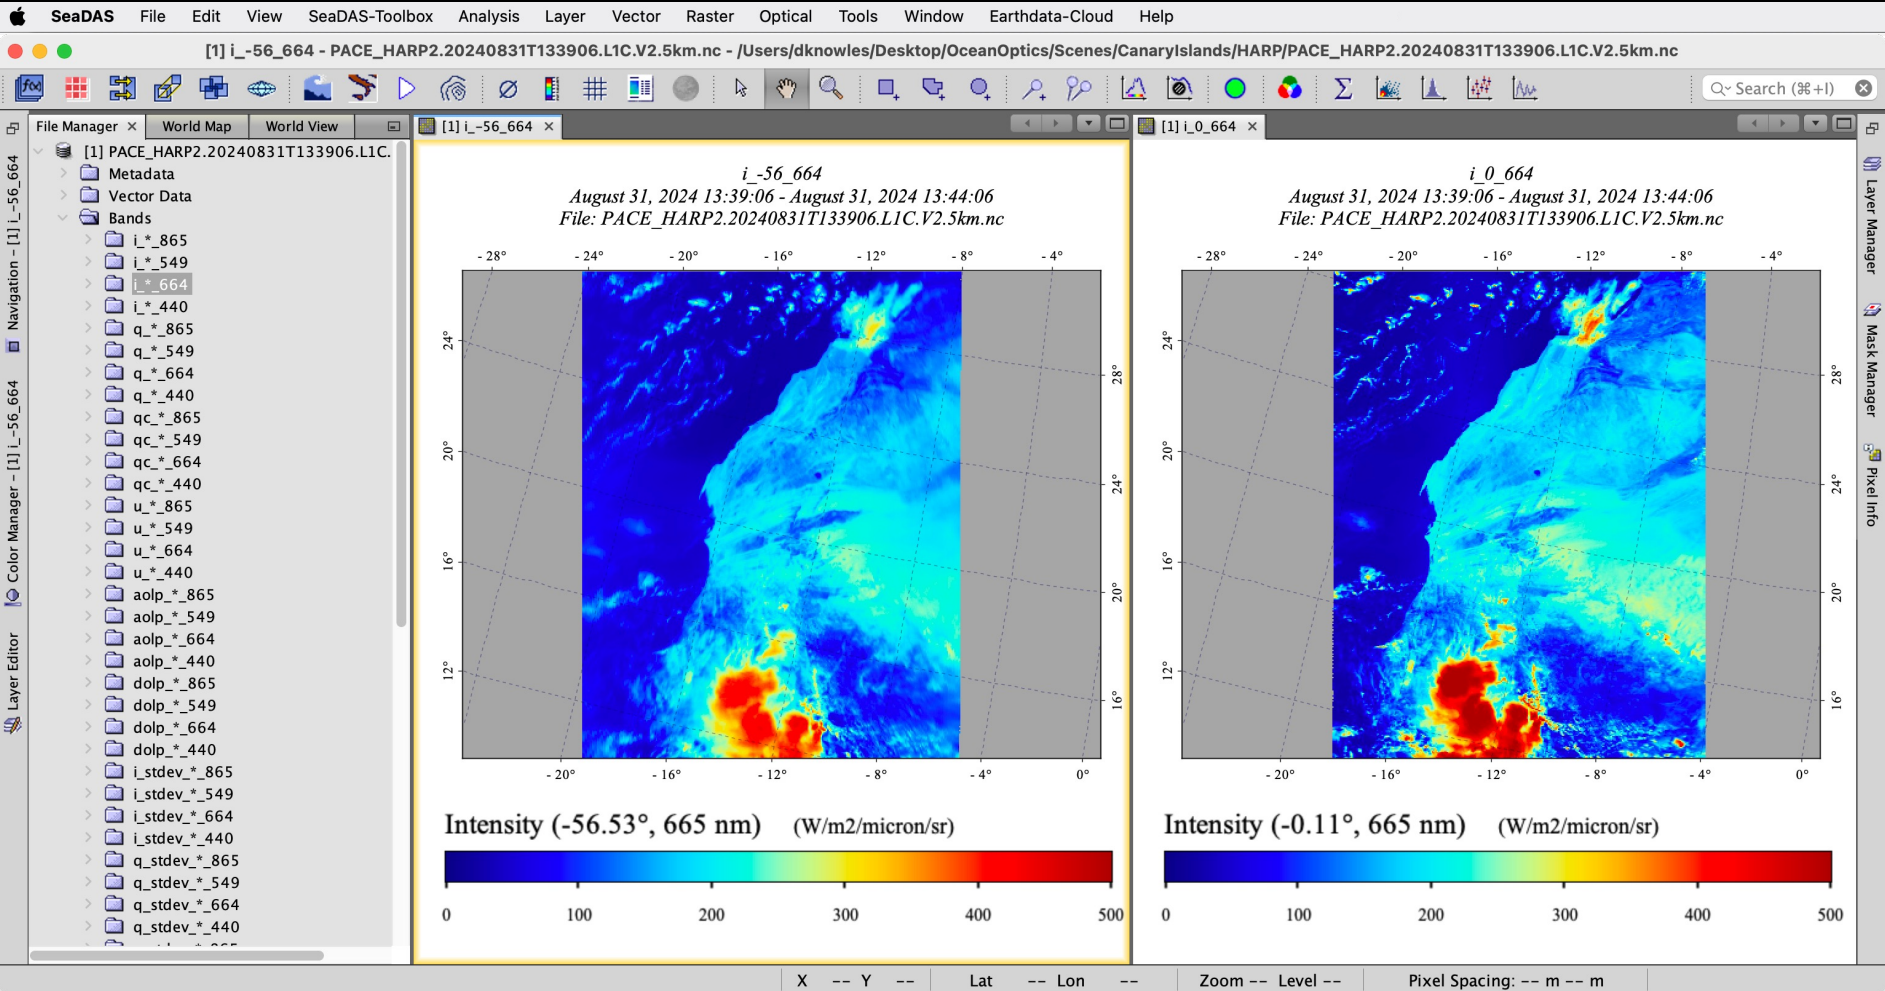 SeaDAS File Edit View SeaDAS-Toolbox Analysis Layer Vector Raster Optical Tools Window Earthdata-Cloud Help
[1] i_-56_664 - PACE_HARP2.20240831T133906.L1C.V2.5km.nc - /Users/dknowles/Desktop/OceanOptics/Scenes/CanaryIslands/HARP/PACE_HARP2.20240831T133906.L1C.V2.5km.nc
f(x)
Σ
Search (⌘+I)
File Manager
World Map
World View
[1] PACE_HARP2.20240831T133906.L1C.
Metadata
Vector Data
Bands
i_*_865
i_*_549
i_*_664
i_*_440
q_*_865
q_*_549
q_*_664
q_*_440
qc_*_865
qc_*_549
qc_*_664
qc_*_440
u_*_865
u_*_549
u_*_664
u_*_440
aolp_*_865
aolp_*_549
aolp_*_664
aolp_*_440
dolp_*_865
dolp_*_549
dolp_*_664
dolp_*_440
i_stdev_*_865
i_stdev_*_549
i_stdev_*_664
i_stdev_*_440
q_stdev_*_865
q_stdev_*_549
q_stdev_*_664
q_stdev_*_440
Navigation - [1] i_-56_664
Color Manager - [1] i_-56_664
Layer Editor
[1] i_-56_664
i_-56_664
August 31, 2024 13:39:06 - August 31, 2024 13:44:06
File: PACE_HARP2.20240831T133906.L1C.V2.5km.nc
- 28° - 24° - 20° - 16° - 12° - 8° - 4°
24°
20°
16°
12°
28°
24°
20°
16°
- 20° - 16° - 12° - 8° - 4° 0°
Intensity (-56.53°, 665 nm) (W/m2/micron/sr)
0 100 200 300 400 500
[1] i_0_664
i_0_664
August 31, 2024 13:39:06 - August 31, 2024 13:44:06
File: PACE_HARP2.20240831T133906.L1C.V2.5km.nc
- 28° - 24° - 20° - 16° - 12° - 8° - 4°
24°
20°
16°
12°
28°
24°
20°
16°
- 20° - 16° - 12° - 8° - 4° 0°
Intensity (-0.11°, 665 nm) (W/m2/micron/sr)
0 100 200 300 400 500
Layer Manager
Mask Manager
Pixel Info
X -- Y -- Lat -- Lon -- Zoom -- Level -- Pixel Spacing: -- m -- m